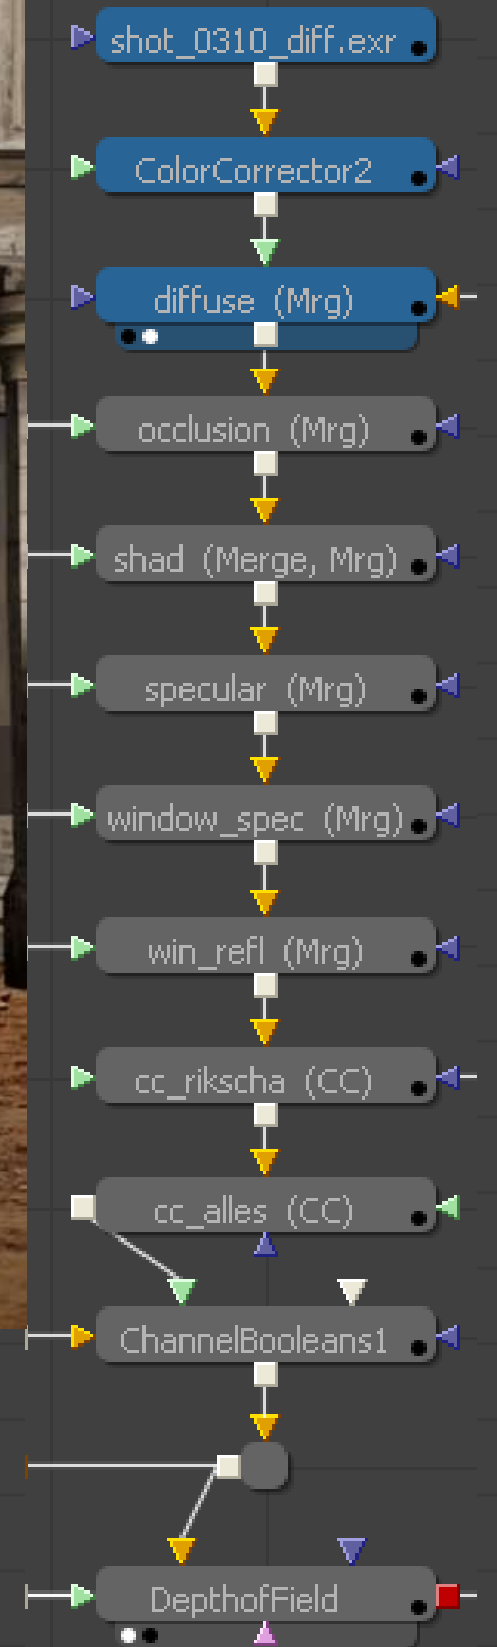 shot_0310_diff.exr
ColorCorrector2
diffuse (Mrg)
occlusion (Mrg)
shad (Merge, Mrg)
specular (Mrg)
window_spec (Mrg)
win_refl (Mrg)
cc_rikscha (CC)
cc_alles (CC)
ChannelBooleans1
DepthofField